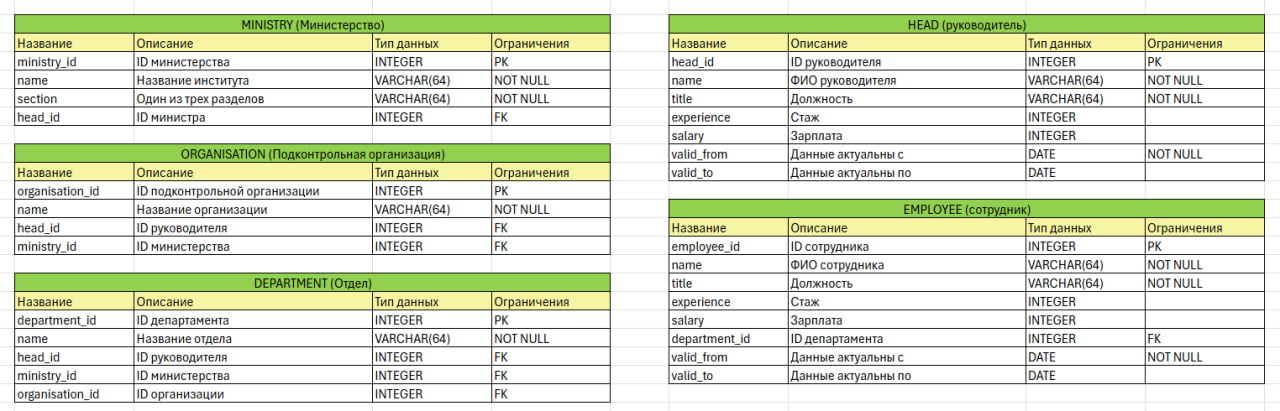 MINISTRY (Министерство)
Название Описание Тип данных Ограничения
ministry_id ID министерства INTEGER PK
name Название института VARCHAR(64) NOT NULL
section Один из трех разделов VARCHAR(64) NOT NULL
head_id ID министра INTEGER FK
ORGANISATION (Подконтрольная организация)
Название Описание Тип данных Ограничения
organisation_id ID подконтрольной организации INTEGER PK
name Название организации VARCHAR(64) NOT NULL
head_id ID руководителя INTEGER FK
ministry_id ID министерства INTEGER FK
DEPARTMENT (Отдел)
Название Описание Тип данных Ограничения
department_id ID департамента INTEGER PK
name Название отдела VARCHAR(64) NOT NULL
head_id ID руководителя INTEGER FK
ministry_id ID министерства INTEGER FK
organisation_id ID организации INTEGER FK
HEAD (руководитель)
Название Описание Тип данных Ограничения
head_id ID руководителя INTEGER PK
name ФИО руководителя VARCHAR(64) NOT NULL
title Должность VARCHAR(64) NOT NULL
experience Стаж INTEGER
salary Зарплата INTEGER
valid_from Данные актуальны с DATE NOT NULL
valid_to Данные актуальны по DATE
EMPLOYEE (сотрудник)
Название Описание Тип данных Ограничения
employee_id ID сотрудника INTEGER PK
name ФИО сотрудника VARCHAR(64) NOT NULL
title Должность VARCHAR(64) NOT NULL
experience Стаж INTEGER
salary Зарплата INTEGER
department_id ID департамента INTEGER FK
valid_from Данные актуальны с DATE NOT NULL
valid_to Данные актуальны по DATE